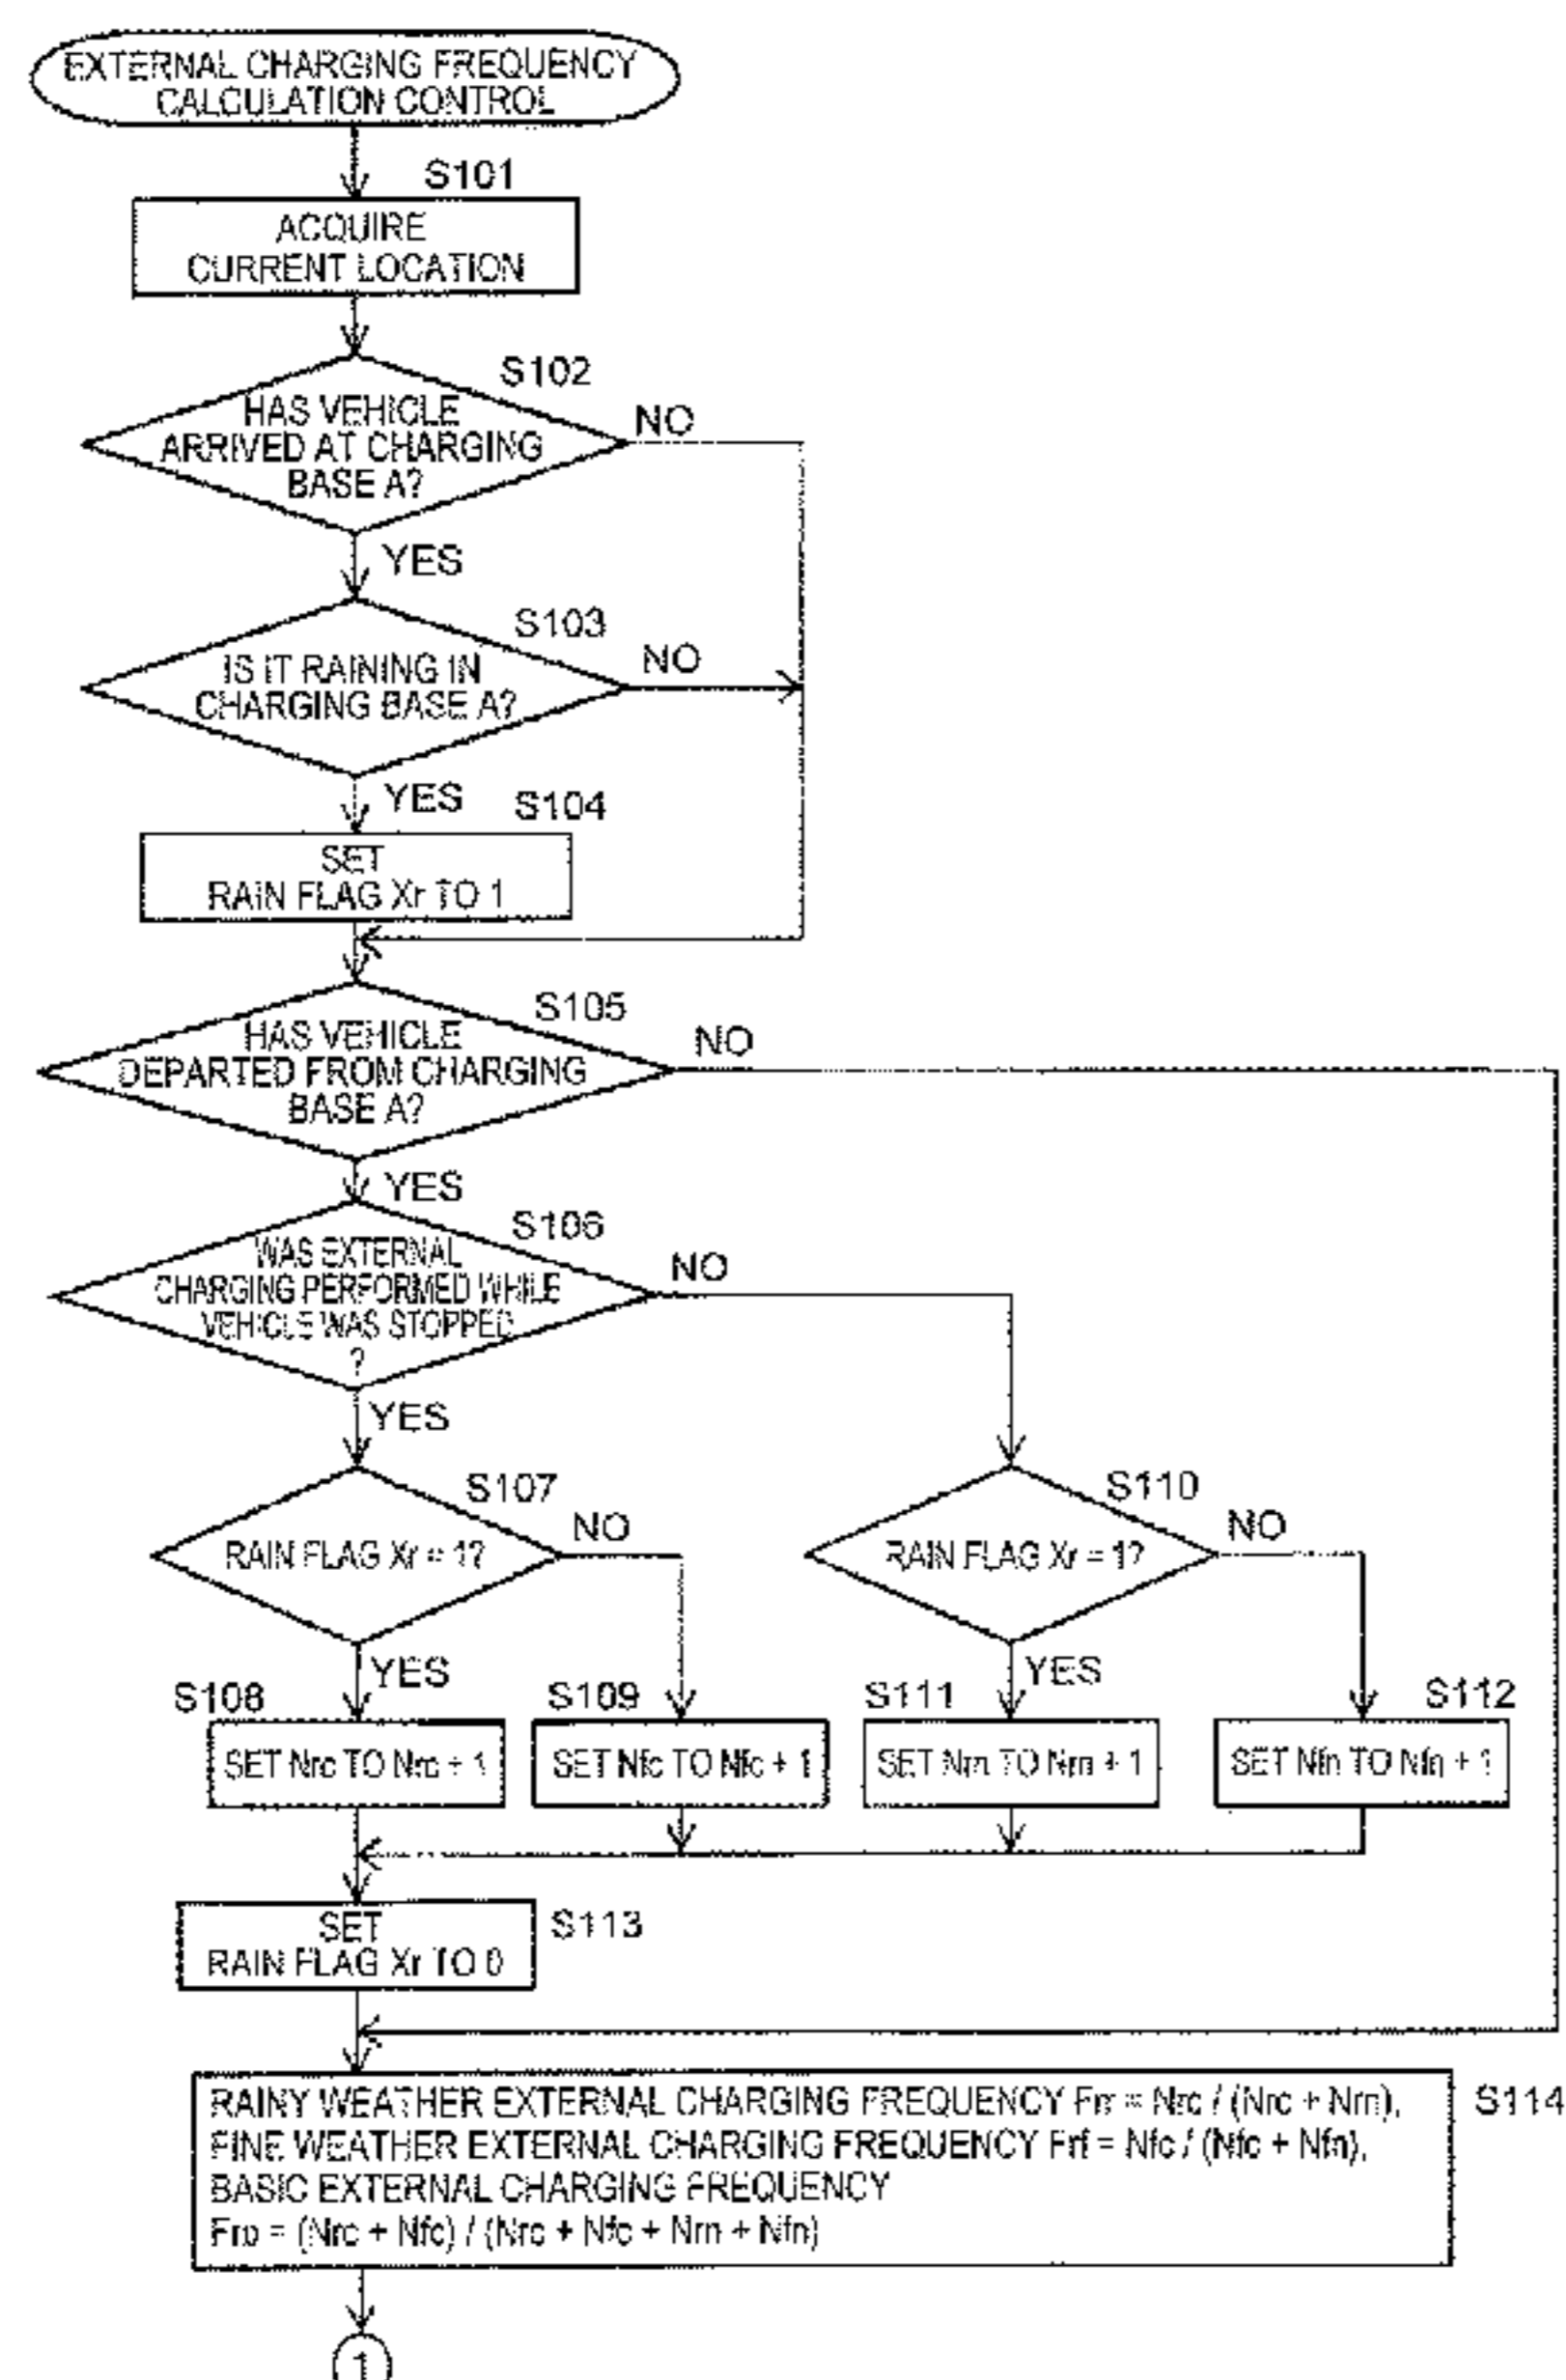 EXTERNAL CHARGING FREQUENCY
CALCULATION CONTROL
S101
ACQUIRE
CURRENT LOCATION
S102
HAS VEHICLE
ARRIVED AT CHARGING
BASE A?
NO
YES
S103
IS IT RAINING IN
CHARGING BASE A?
NO
YES
S104
SET
RAIN FLAG Xr TO 1
S105
HAS VEHICLE
DEPARTED FROM CHARGING
BASE A?
NO
YES
S106
WAS EXTERNAL
CHARGING PERFORMED WHILE
VEHICLE WAS STOPPED
?
NO
YES
S107
RAIN FLAG Xr = 1?
NO
S110
RAIN FLAG Xr = 1?
NO
YES
YES
S108
SET Nrc TO Nrc + 1
S109
SET Nfc TO Nfc + 1
S111
SET Nrn TO Nrn + 1
S112
SET Nfn TO Nfn + 1
S113
SET
RAIN FLAG Xr TO 0
S114
RAINY WEATHER EXTERNAL CHARGING FREQUENCY Frr = Nrc / (Nrc + Nrn),
FINE WEATHER EXTERNAL CHARGING FREQUENCY Frf = Nfc / (Nfc + Nfn),
BASIC EXTERNAL CHARGING FREQUENCY
= (Nrc + Nfc) / (Nrc + Nfc + Nrn + Nfn)
1